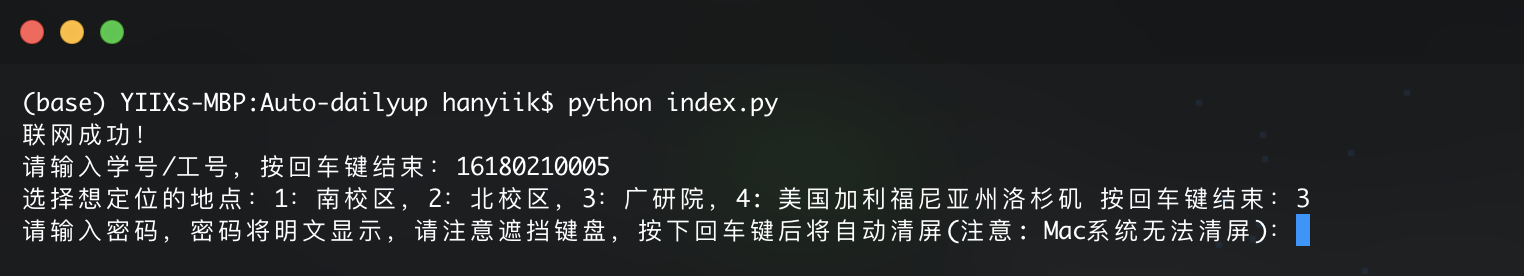 (base) YIIXs-MBP:Auto-dailyup hanyiik$ python index.py
联网成功!
请输入学号/工号，按回车键结束：16180210005
选择想定位的地点：1：南校区，2：北校区，3：广研院，4：美国加利福尼亚州洛杉矶 按回车键结束：3
请输入密码，密码将明文显示，请注意遮挡键盘，按下回车键后将自动清屏(注意：Mac系统无法清屏)：